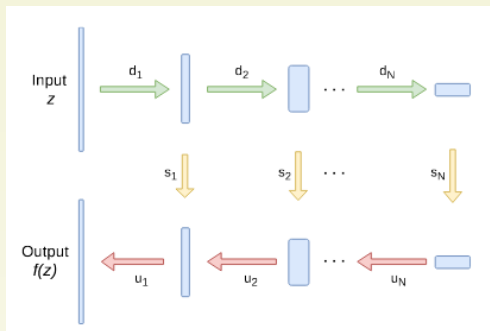 Input
z
d1
d2
· · ·
dN
s1
s2
· · ·
sN
Output
f(z)
u1
u2
· · ·
uN